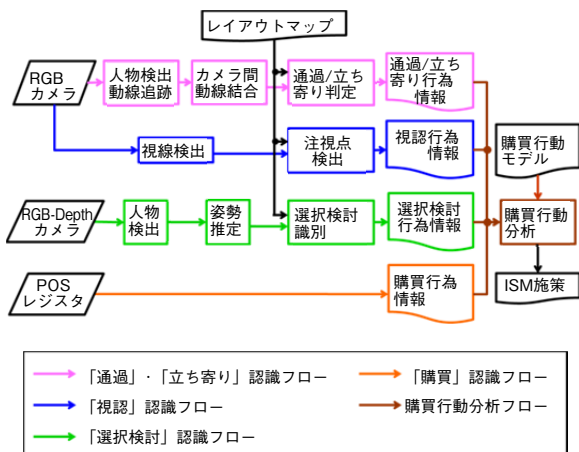 レイアウトマップ
RGB
カメラ
人物検出
動線追跡
カメラ間
動線結合
通過/立ち
寄り判定
通過/立ち
寄り行為
情報
視線検出
注視点
検出
視認行為
情報
購買行動
モデル
RGB-Depth
カメラ
人物
検出
姿勢
推定
選択検討
識別
選択検討
行為情報
購買行動
分析
POS
レジスタ
購買行為
情報
ISM施策
「通過」・「立ち寄り」認識フロー
「購買」認識フロー
「視認」認識フロー
購買行動分析フロー
「選択検討」認識フロー